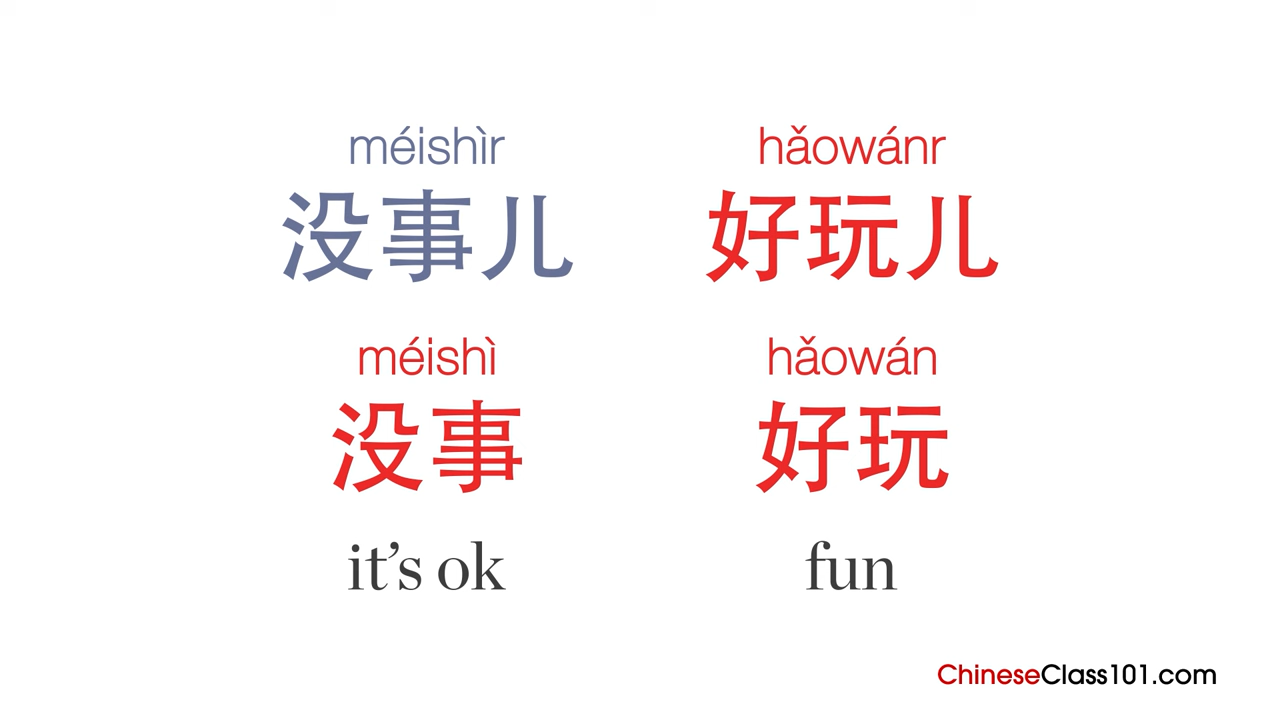 méishìr
没事儿
méishì
没事
it's ok
hǎowánr
好玩儿
hǎowán
好玩
fun
ChineseClass101.com